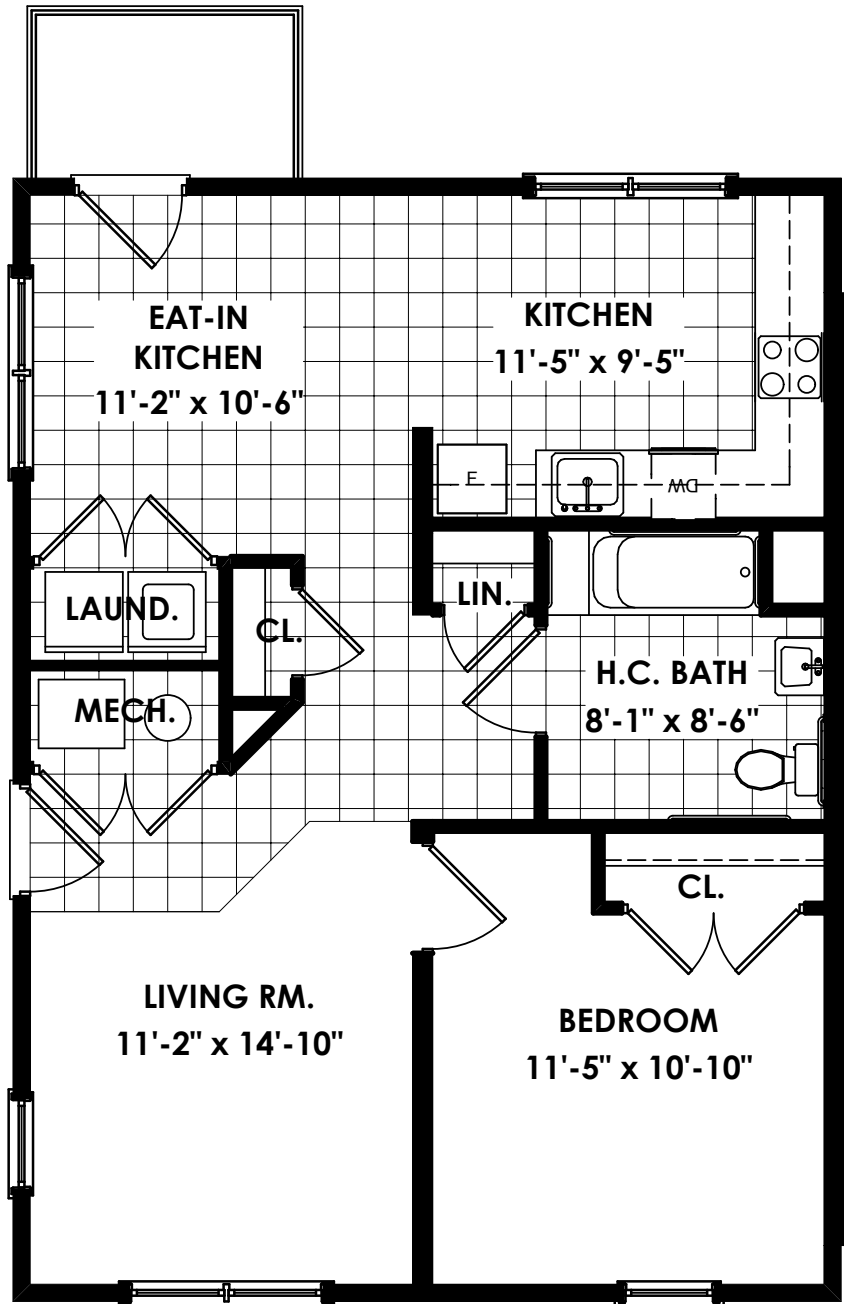 EAT-IN
KITCHEN
11'-2" x 10'-6"
KITCHEN
11'-5" x 9'-5"
DW
LAUND.
CL.
LIN.
MECH.
H.C. BATH
8'-1" x 8'-6"
CL.
LIVING RM.
11'-2" x 14'-10"
BEDROOM
11'-5" x 10'-10"